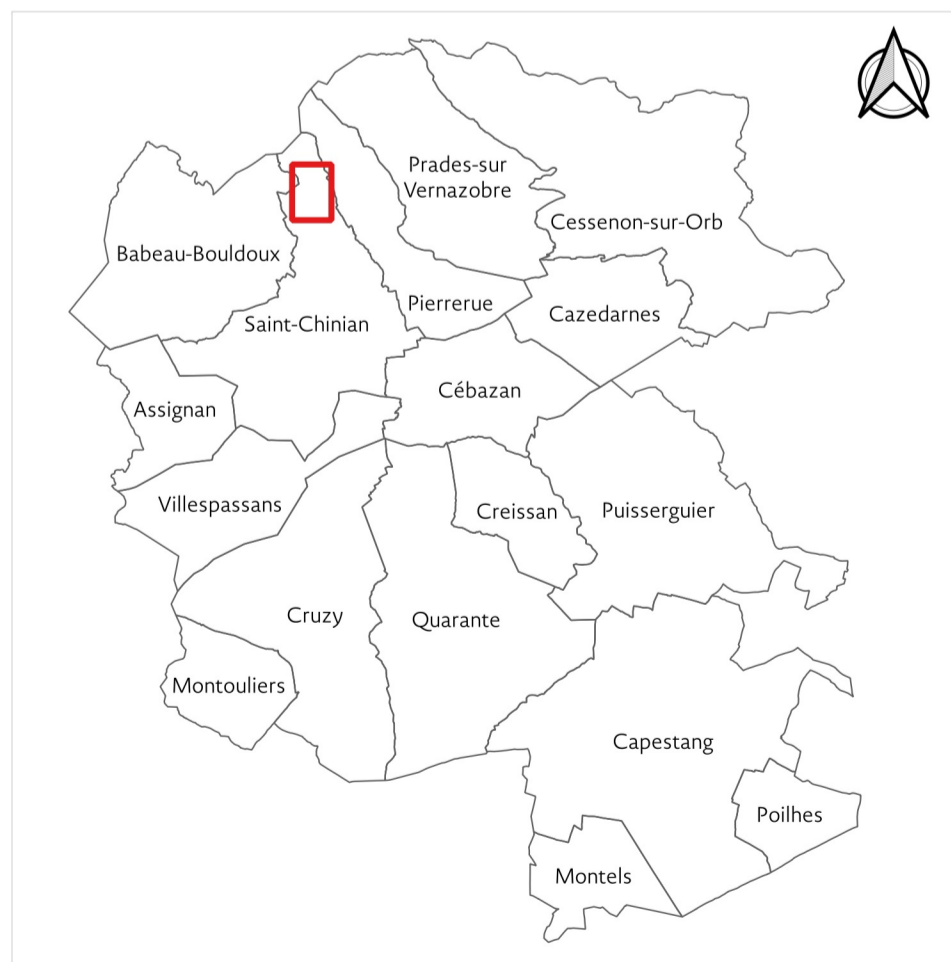 Prades-sur
Vernazobre
Cessenon-sur-Orb
Babeau-Bouldoux
Pierrerue
Cazedarnes
Saint-Chinian
Cébazan
Assignan
Villespassans
Creissan
Puisserguier
Cruzy
Quarante
Montouliers
Capestang
Poilhes
Montels